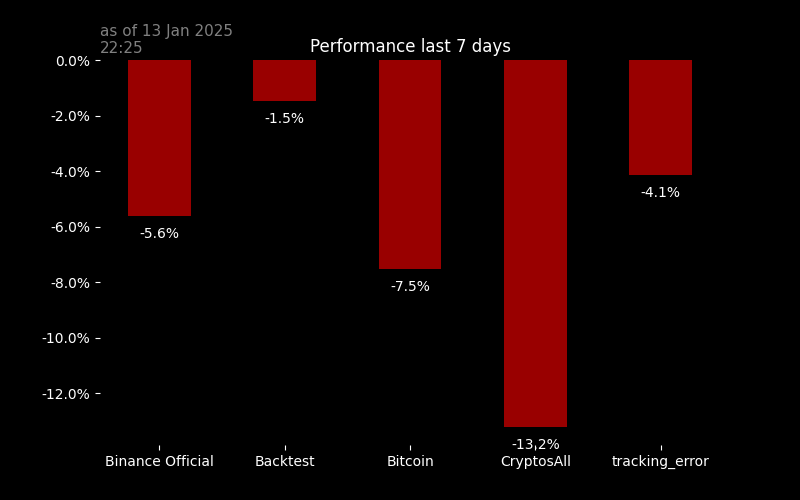 as of 13 Jan 2025
22:25
Performance last 7 days
0.0%
-2.0%
-4.0%
-6.0%
-8.0%
-10.0%
-12.0%
-5.6%
-1.5%
-7.5%
-13.2%
-4.1%
Binance Official
Backtest
Bitcoin
CryptosAll
tracking_error